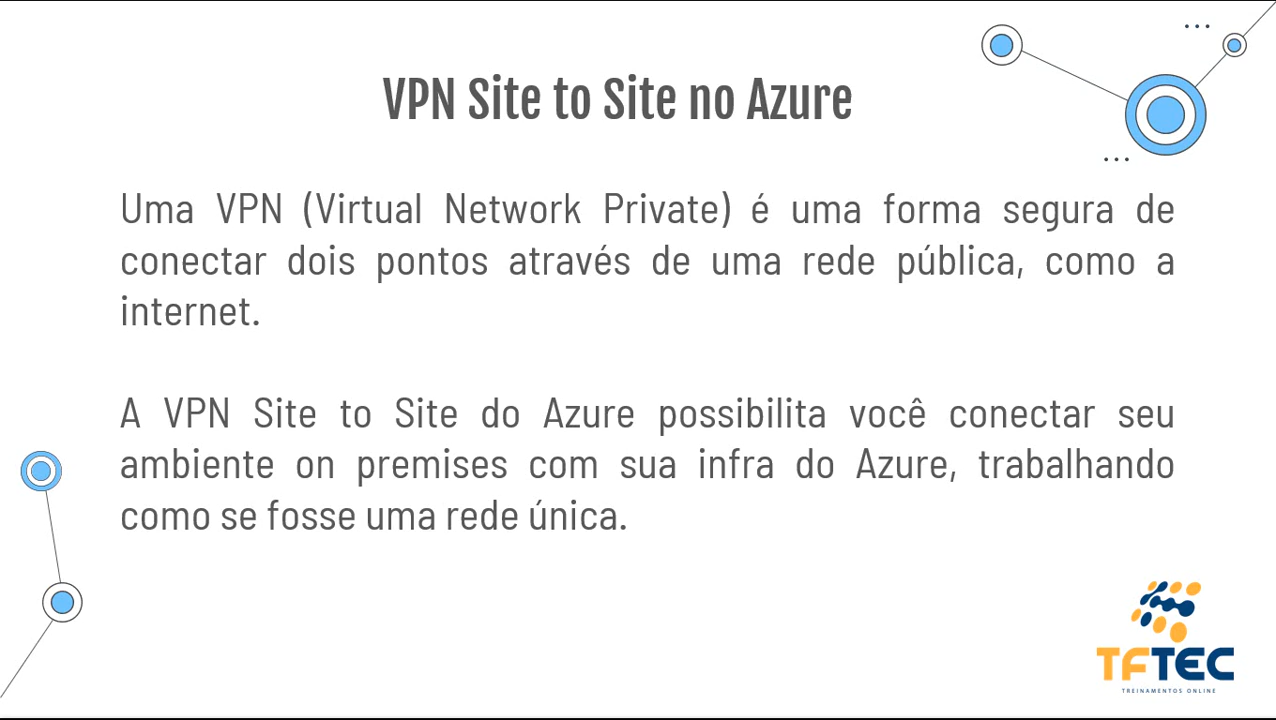 VPN Site to Site no Azure
Uma VPN (Virtual Network Private) é uma forma segura de
conectar dois pontos através de uma rede pública, como a
internet.
A VPN Site to Site do Azure possibilita você conectar seu
ambiente on premises com sua infra do Azure, trabalhando
como se fosse uma rede única.
TFTEC
TREINAMENTOS ONLINE